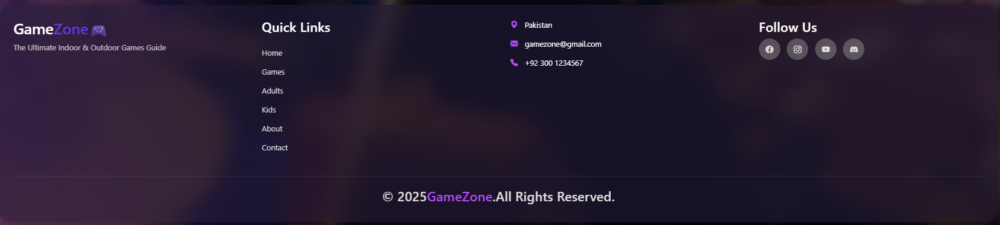 GameZone
The Ultimate Indoor & Outdoor Games Guide
Quick Links
Home
Games
Adults
Kids
About
Contact
Pakistan
gamezone@gmail.com
+92 300 1234567
Follow Us
© 2025GameZone.All Rights Reserved.